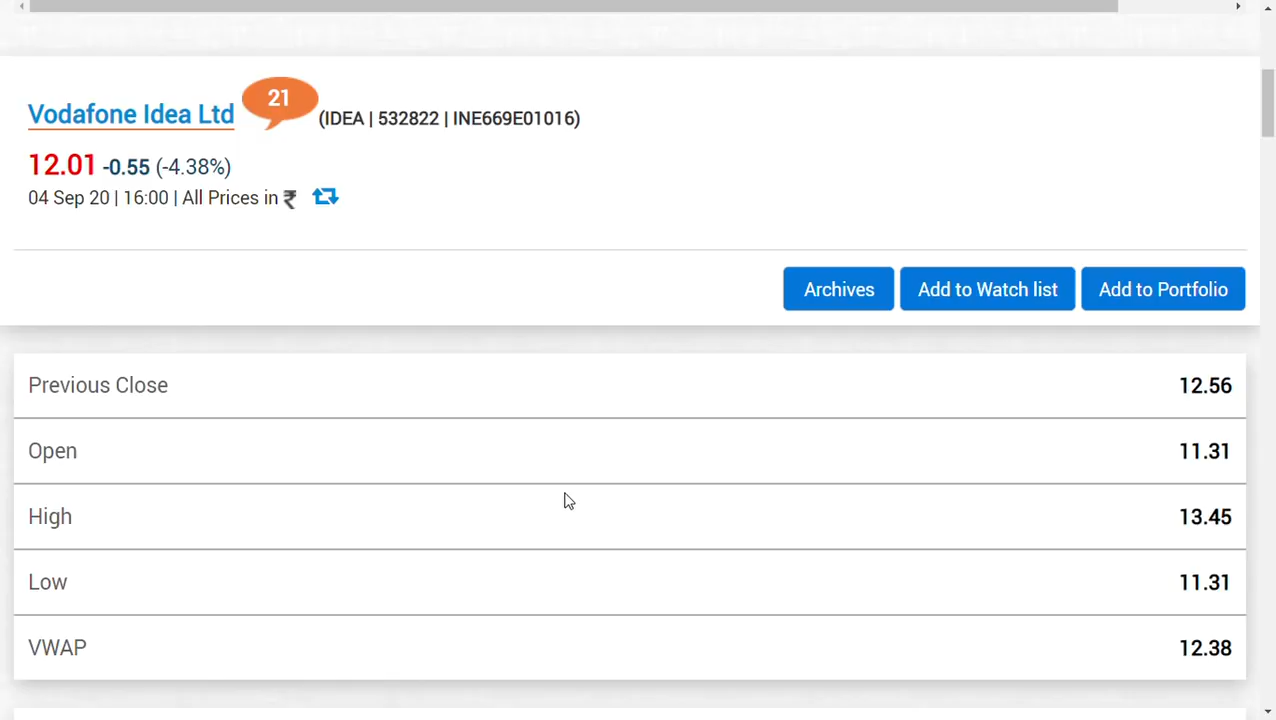 Vodafone Idea Ltd 21 (IDEA | 532822 | INE669E01016)
12.01 -0.55 (-4.38%)
04 Sep 20 | 16:00 | All Prices in ₹
Archives Add to Watch list Add to Portfolio
Previous Close 12.56
Open 11.31
High 13.45
Low 11.31
VWAP 12.38